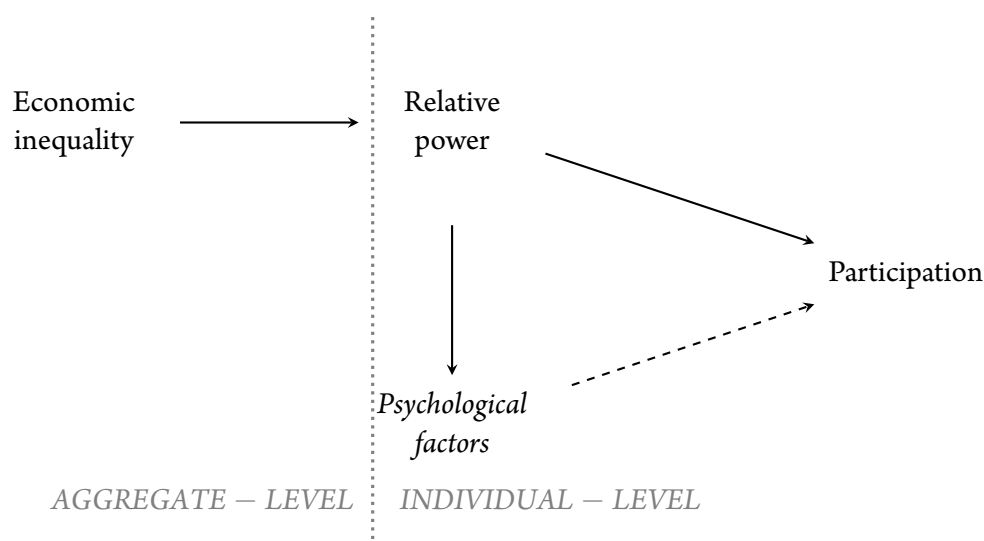 Economic
inequality
Relative
power
Participation
Psychological
factors
AGGREGATE – LEVEL
INDIVIDUAL – LEVEL